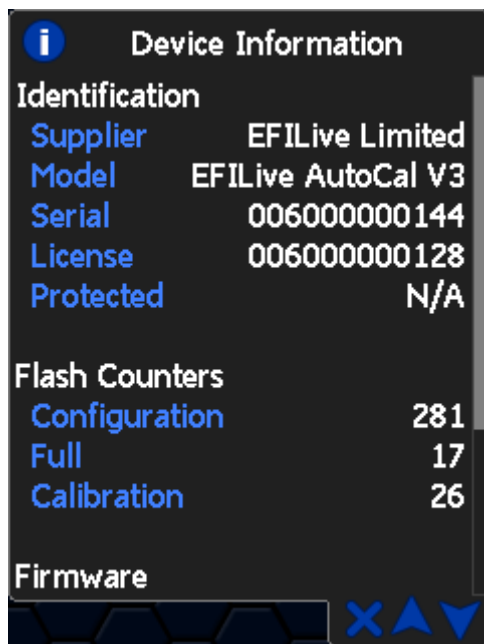 Device Information
Identification
Supplier EFILive Limited
Model EFILive AutoCal V3
Serial 006000000144
License 006000000128
Protected N/A
Flash Counters
Configuration 281
Full 17
Calibration 26
Firmware